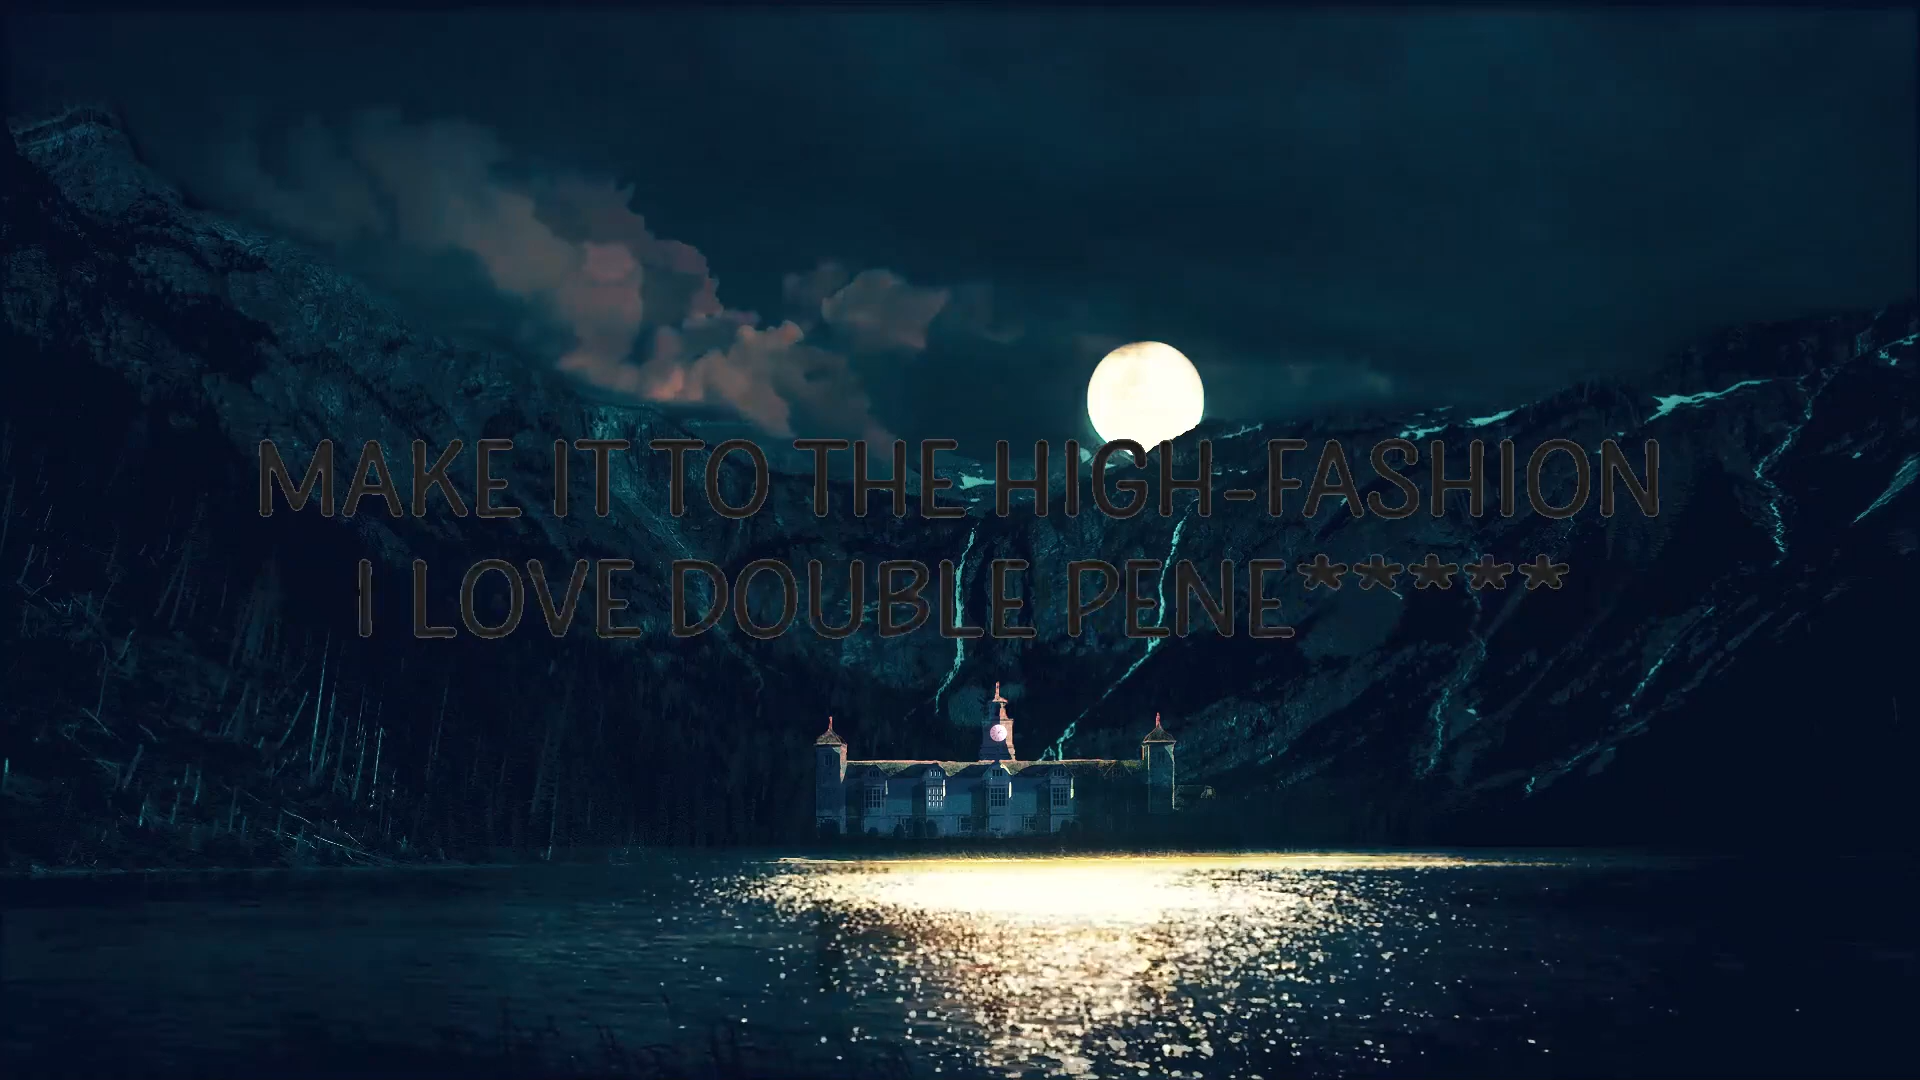 MAKE IT TO THE HIGH-FASHION
I LOVE DOUBLE PENE*****